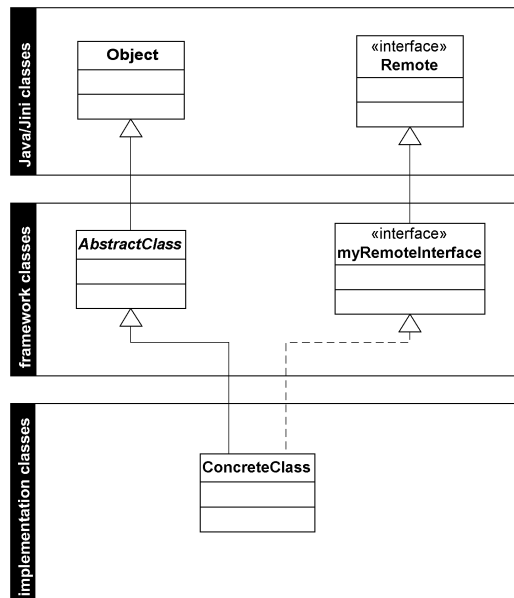 Java/Jini classes
Object
«interface»
Remote
framework classes
AbstractClass
«interface»
myRemoteInterface
implementation classes
ConcreteClass